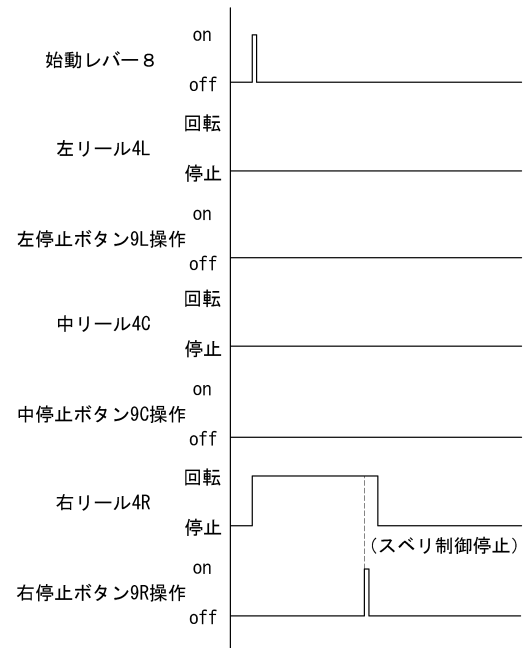 on
始動レバー８
off
回転
左リール4L
停止
on
左停止ボタン9L操作
off
回転
中リール4C
停止
on
中停止ボタン9C操作
off
回転
右リール4R
停止
(スベリ制御停止)
on
右停止ボタン9R操作
off